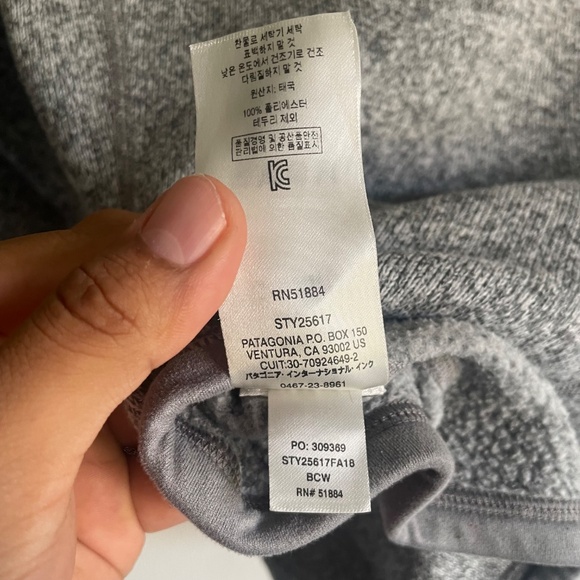 찬물로 세탁기 세탁
표백하지 말 것
낮은 온도에서 건조기로 건조
다림질하지 말 것
원산지: 태국
100% 폴리에스터
테두리 제외
품질경영 및 공산품안전
관리법에 의한 품질표시
KC
RN51884
STY25617
PATAGONIA P.O. BOX 150
VENTURA, CA 93002 US
CUIT:30-70924649-2
パタゴニア・インターナショナル・インク
0467-23-8961
PO: 309369
STY25617FA18
BCW
RN# 51884